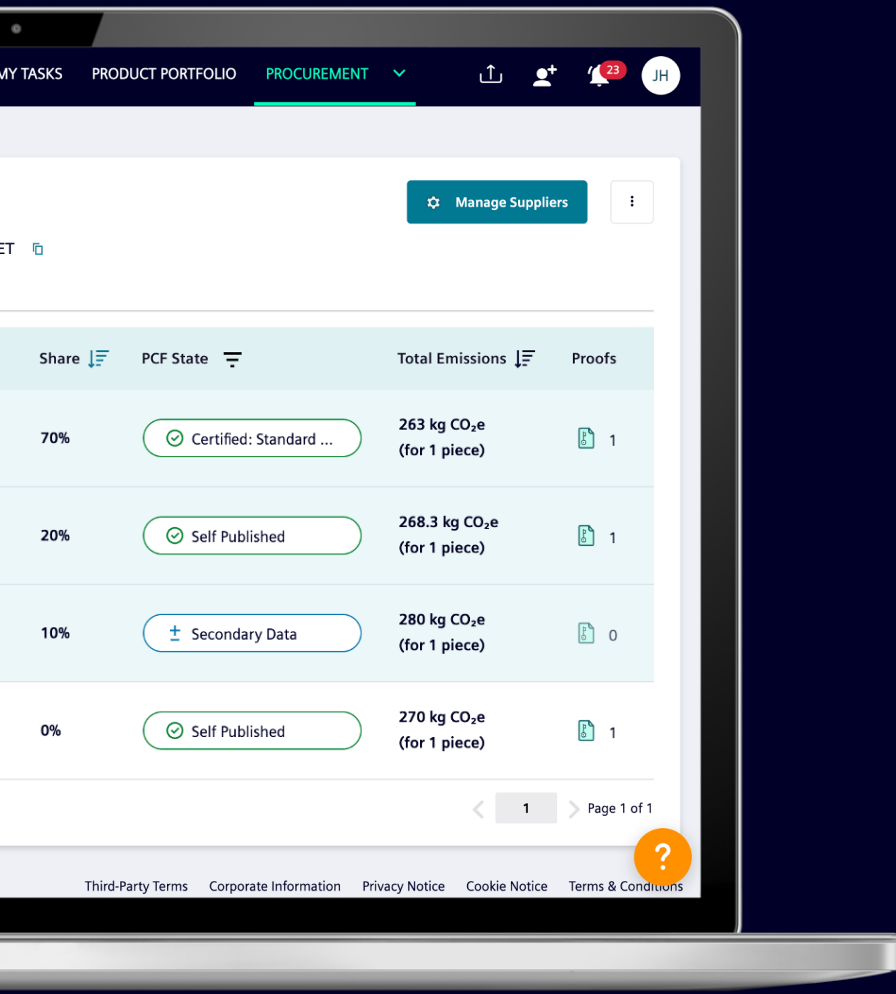 MY TASKS PRODUCT PORTFOLIO PROCUREMENT 23 JH
Manage Suppliers
ET
Share PCF State Total Emissions Proofs
70% Certified: Standard ... 263 kg CO₂e (for 1 piece) 1
20% Self Published 268.3 kg CO₂e (for 1 piece) 1
10% Secondary Data 280 kg CO₂e (for 1 piece) 0
0% Self Published 270 kg CO₂e (for 1 piece) 1
1 Page 1 of 1
?
Third-Party Terms Corporate Information Privacy Notice Cookie Notice Terms & Conditions